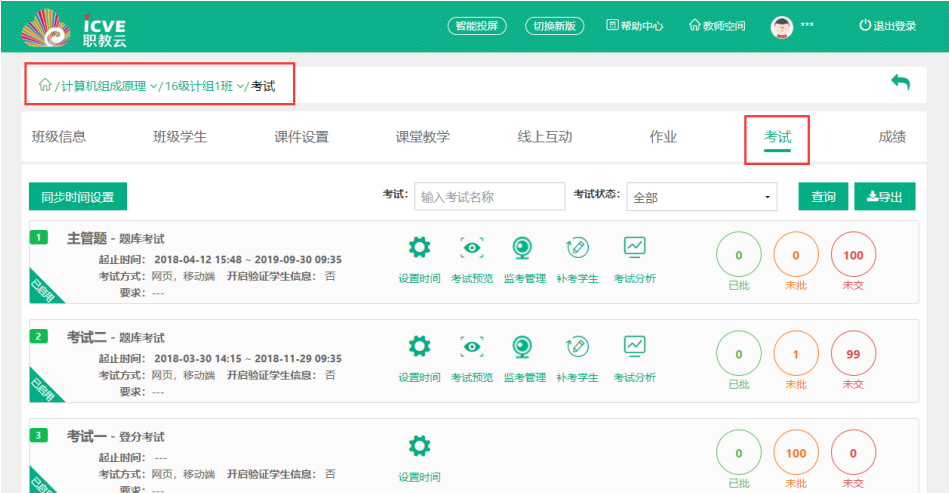 ICVE
职教云
智能投屏 切换新版 帮助中心 教师空间 *** 退出登录
/计算机组成原理 /16级计组1班 /考试
班级信息 班级学生 课件设置 课堂教学 线上互动 作业 考试 成绩
同步时间设置 考试: 输入考试名称 考试状态: 全部 查询 导出
1 主管题 - 题库考试
起止时间: 2018-04-12 15:48 ~ 2019-09-30 09:35
考试方式: 网页, 移动端 开启验证学生信息: 否
要求: ---
已启用
设置时间 考试预览 监考管理 补考学生 考试分析
0 0 100
已批 未批 未交
2 考试二 - 题库考试
起止时间: 2018-03-30 14:15 ~ 2018-11-29 09:35
考试方式: 网页, 移动端 开启验证学生信息: 否
要求: ---
已启用
设置时间 考试预览 监考管理 补考学生 考试分析
0 1 99
已批 未批 未交
3 考试一 - 登分考试
起止时间: ---
考试方式: 网页, 移动端 开启验证学生信息: 否
要求: ---
已启用
设置时间
0 100 0
已批 未批 未交